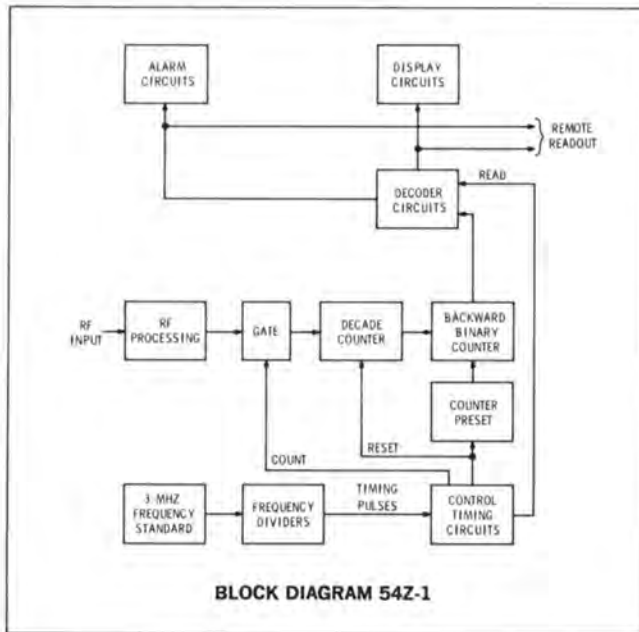 ALARM
CIRCUITS
DISPLAY
CIRCUITS
REMOTE
READOUT
READ
DECODER
CIRCUITS
RF
INPUT
RF
PROCESSING
GATE
DECADE
COUNTER
BACKWARD
BINARY
COUNTER
COUNTER
PRESET
RESET
COUNT
3 MHZ
FREQUENCY
STANDARD
FREQUENCY
DIVIDERS
TIMING
PULSES
CONTROL
TIMING
CIRCUITS
BLOCK DIAGRAM 54Z-1